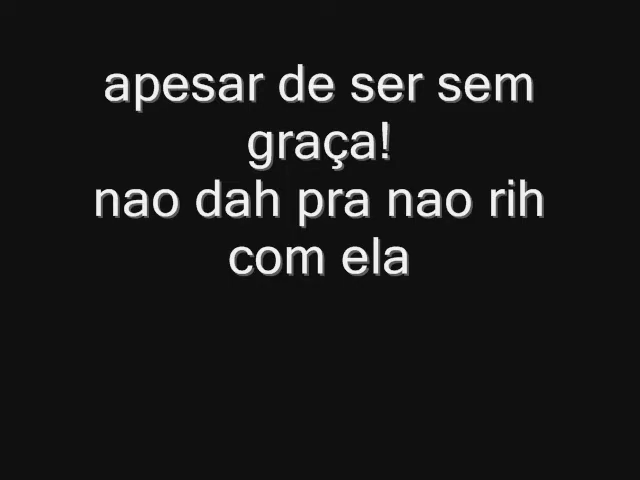 apesar de ser sem
graça!
nao dah pra nao rih
com ela